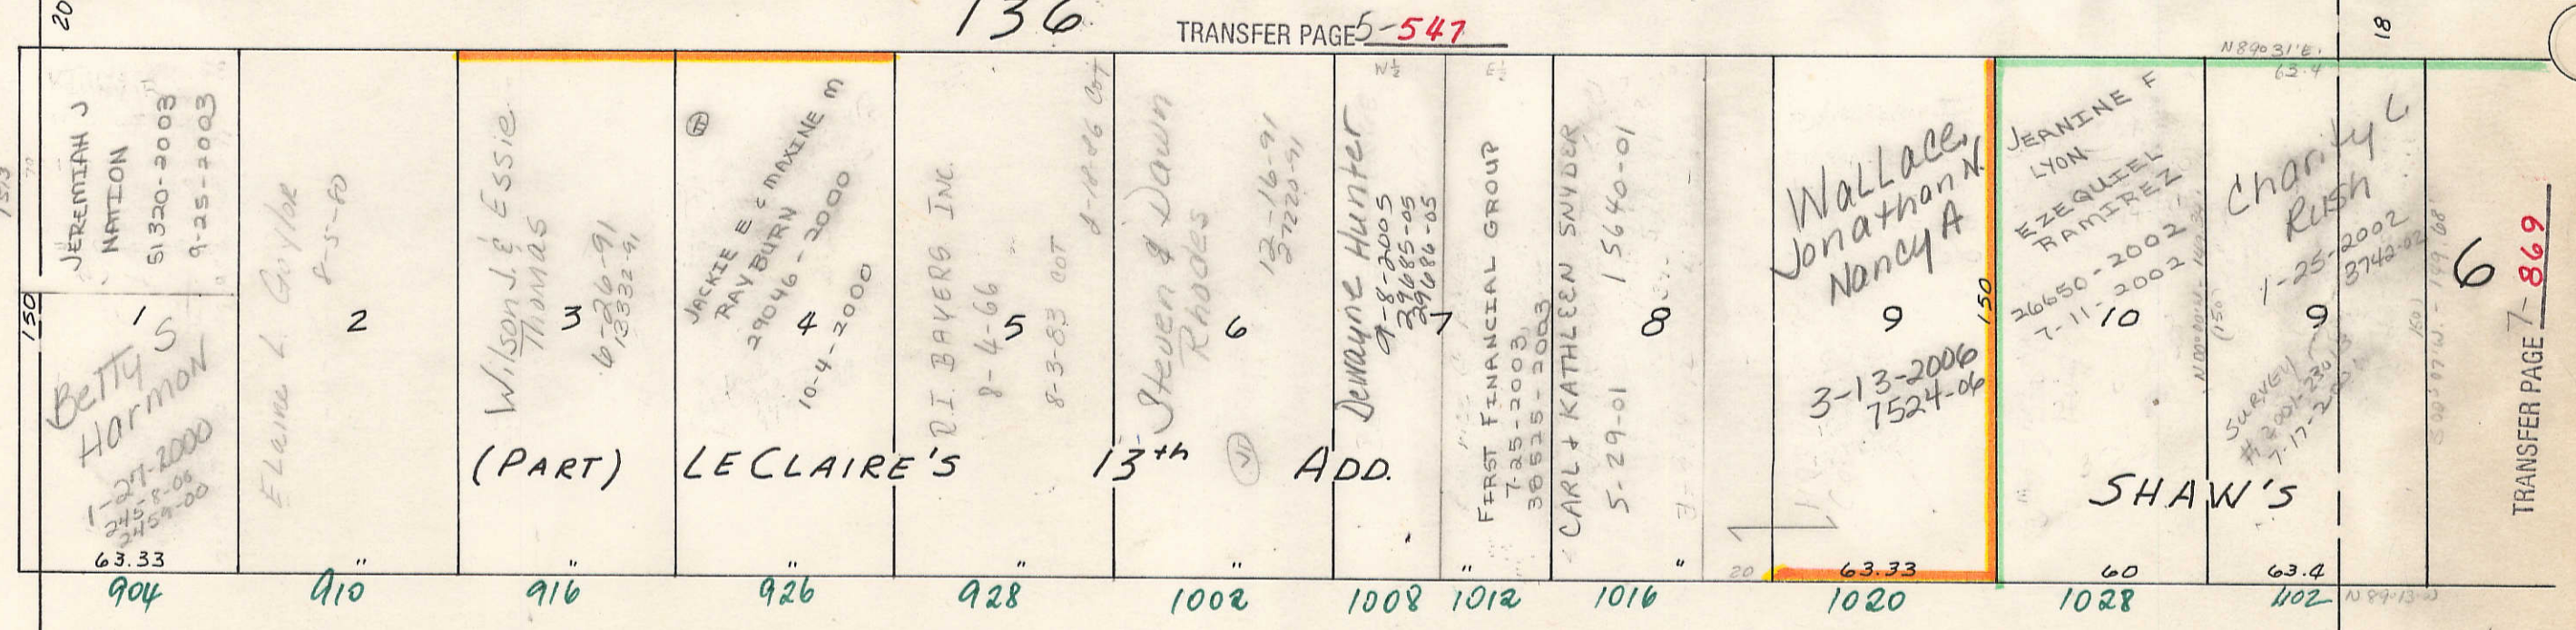 20
136
TRANSFER PAGE 5-547
18
N89°31'E.
63.4
JEREMIAH J
NATION
51320-2003
9-25-2003
150
1
Betty S
Harmon
1-27-2000
2459-00
63.33
904
Elaine L. Gaylor
8-5-80
2
"
910
Wilson J. & Essie
Thomas
6-26-91
13332-91
3
"
916
JACKIE E & MAXINE M
RAYBURN
29046-2000
10-4-2000
4
"
926
R.I. BAYERS INC.
8-4-66
8-3-83 COT
5
"
928
Steven & Dawn
Rhodes
12-16-91
27220-91
6
"
1002
N½
Dewayne Hunter
9-8-2005
29685-05
29686-05
7
1008
FIRST FINANCIAL GROUP
7-25-2003
38525-2003
"
1012
CARL & KATHLEEN SNYDER
5-29-01 15640-01
8
"
1016
20
Wallace,
Jonathan N.
Nancy A
9
150
3-13-2006
7524-06
63.33
1020
JEANINE F
LYON
EZEQUIEL
RAMIREZ
26650-2002
7-11-2002
10
(150)
60
1028
Charity L
Rush
1-25-2002
3742-02
9
SURVEY
63.4
1102
(PART) LECLAIRE'S 13th ADD.
SHAW'S
6
TRANSFER PAGE 7-869